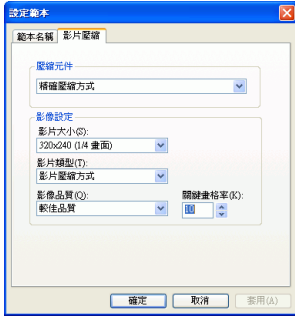 設定範本
範本名稱 影片壓縮
壓縮元件
精確壓縮方式
影像設定
影片大小(S):
320x240 (1/4 畫面)
影片類型(T):
影片壓縮方式
影像品質(Q): 關鍵畫格率(K):
較佳品質 10
確定 取消 套用(A)